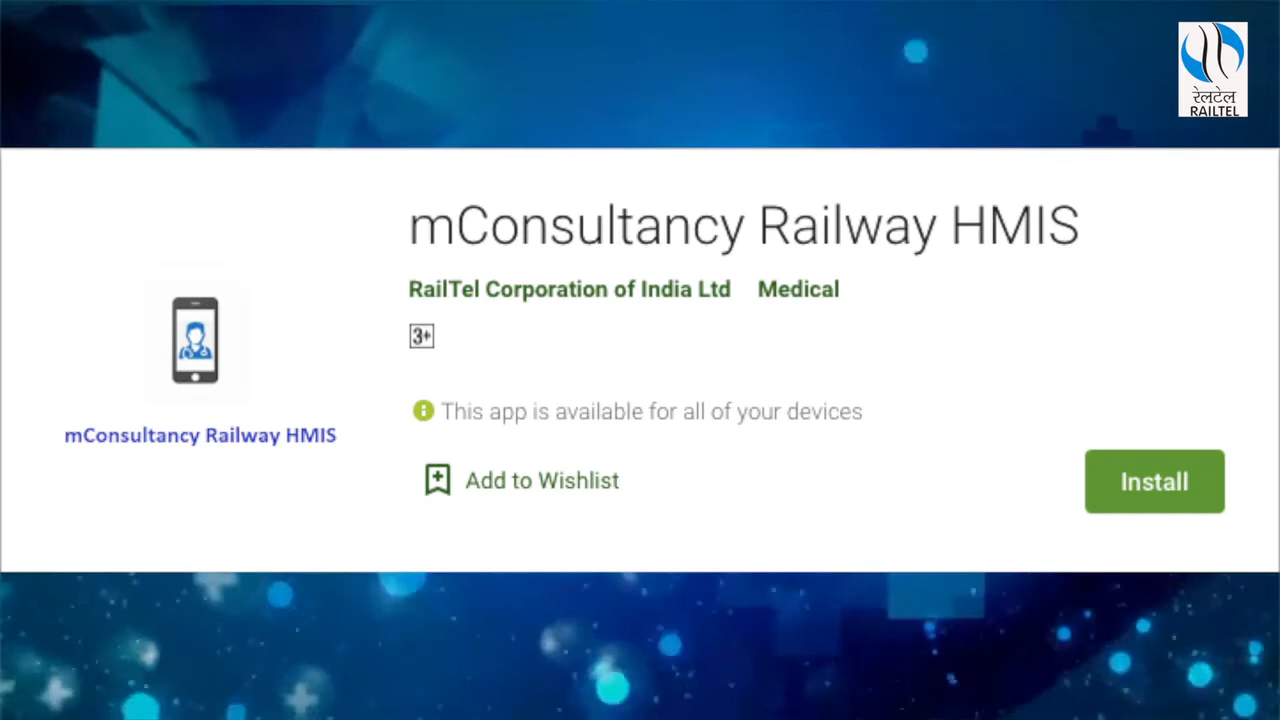 रेलटेल
RAILTEL
mConsultancy Railway HMIS
RailTel Corporation of India Ltd Medical
3+
This app is available for all of your devices
mConsultancy Railway HMIS
Add to Wishlist
Install